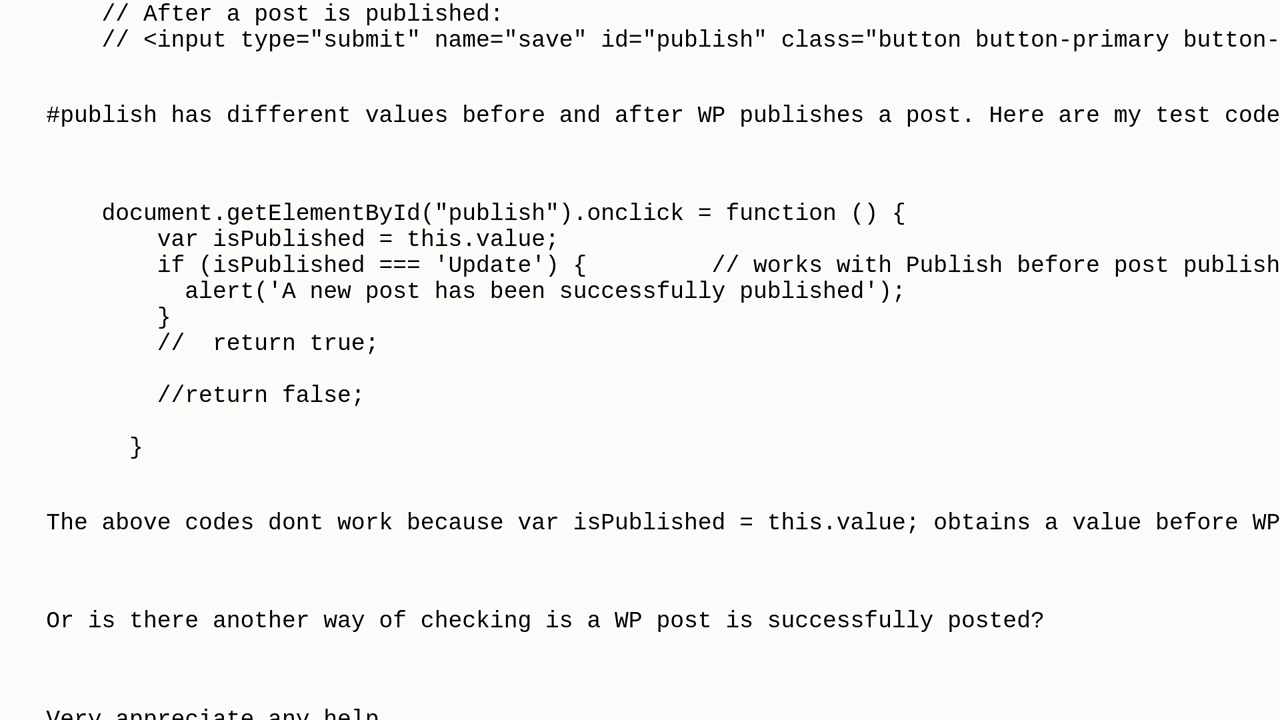 // After a post is published:
// <input type="submit" name="save" id="publish" class="button button-primary button-
#publish has different values before and after WP publishes a post. Here are my test code
document.getElementById("publish").onclick = function () {
var isPublished = this.value;
if (isPublished === 'Update') { // works with Publish before post publish
alert('A new post has been successfully published');
}
// return true;
//return false;
}
The above codes dont work because var isPublished = this.value; obtains a value before WP
Or is there another way of checking is a WP post is successfully posted?
Very appreciate any help